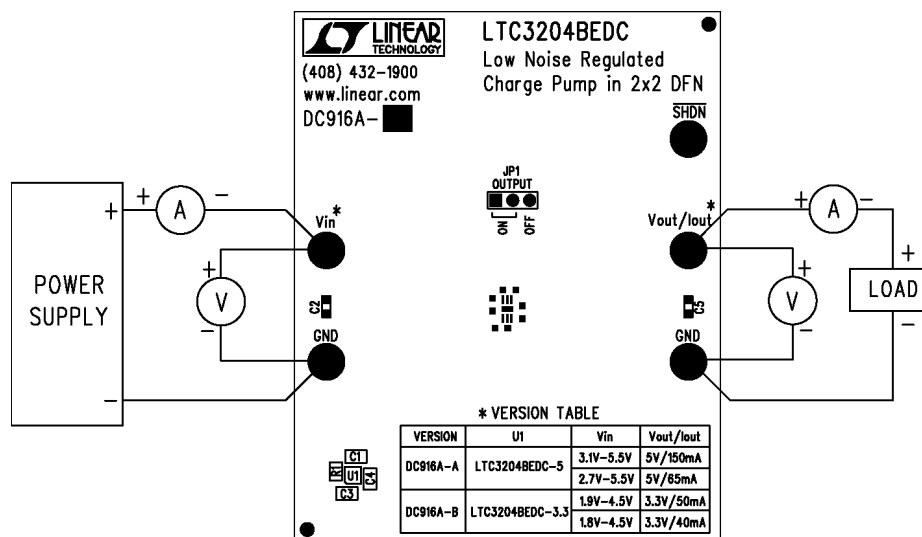 LINEAR
TECHNOLOGY
(408) 432-1900
www.linear.com
DC916A-
LTC3204BEDC
Low Noise Regulated
Charge Pump in 2x2 DFN
SHDN
JP1
OUTPUT
ON
OFF
+
POWER
SUPPLY
-
+ A -
Vin*
+
V
-
C2
GND
Vout/Iout*
+ A -
+
V
-
C5
GND
+
LOAD
-
* VERSION TABLE
VERSION U1 Vin Vout/Iout
DC916A-A LTC3204BEDC-5 3.1V-5.5V 5V/150mA
2.7V-5.5V 5V/65mA
DC916A-B LTC3204BEDC-3.3 1.9V-4.5V 3.3V/50mA
1.8V-4.5V 3.3V/40mA
C1
R1 U1 C4
C3